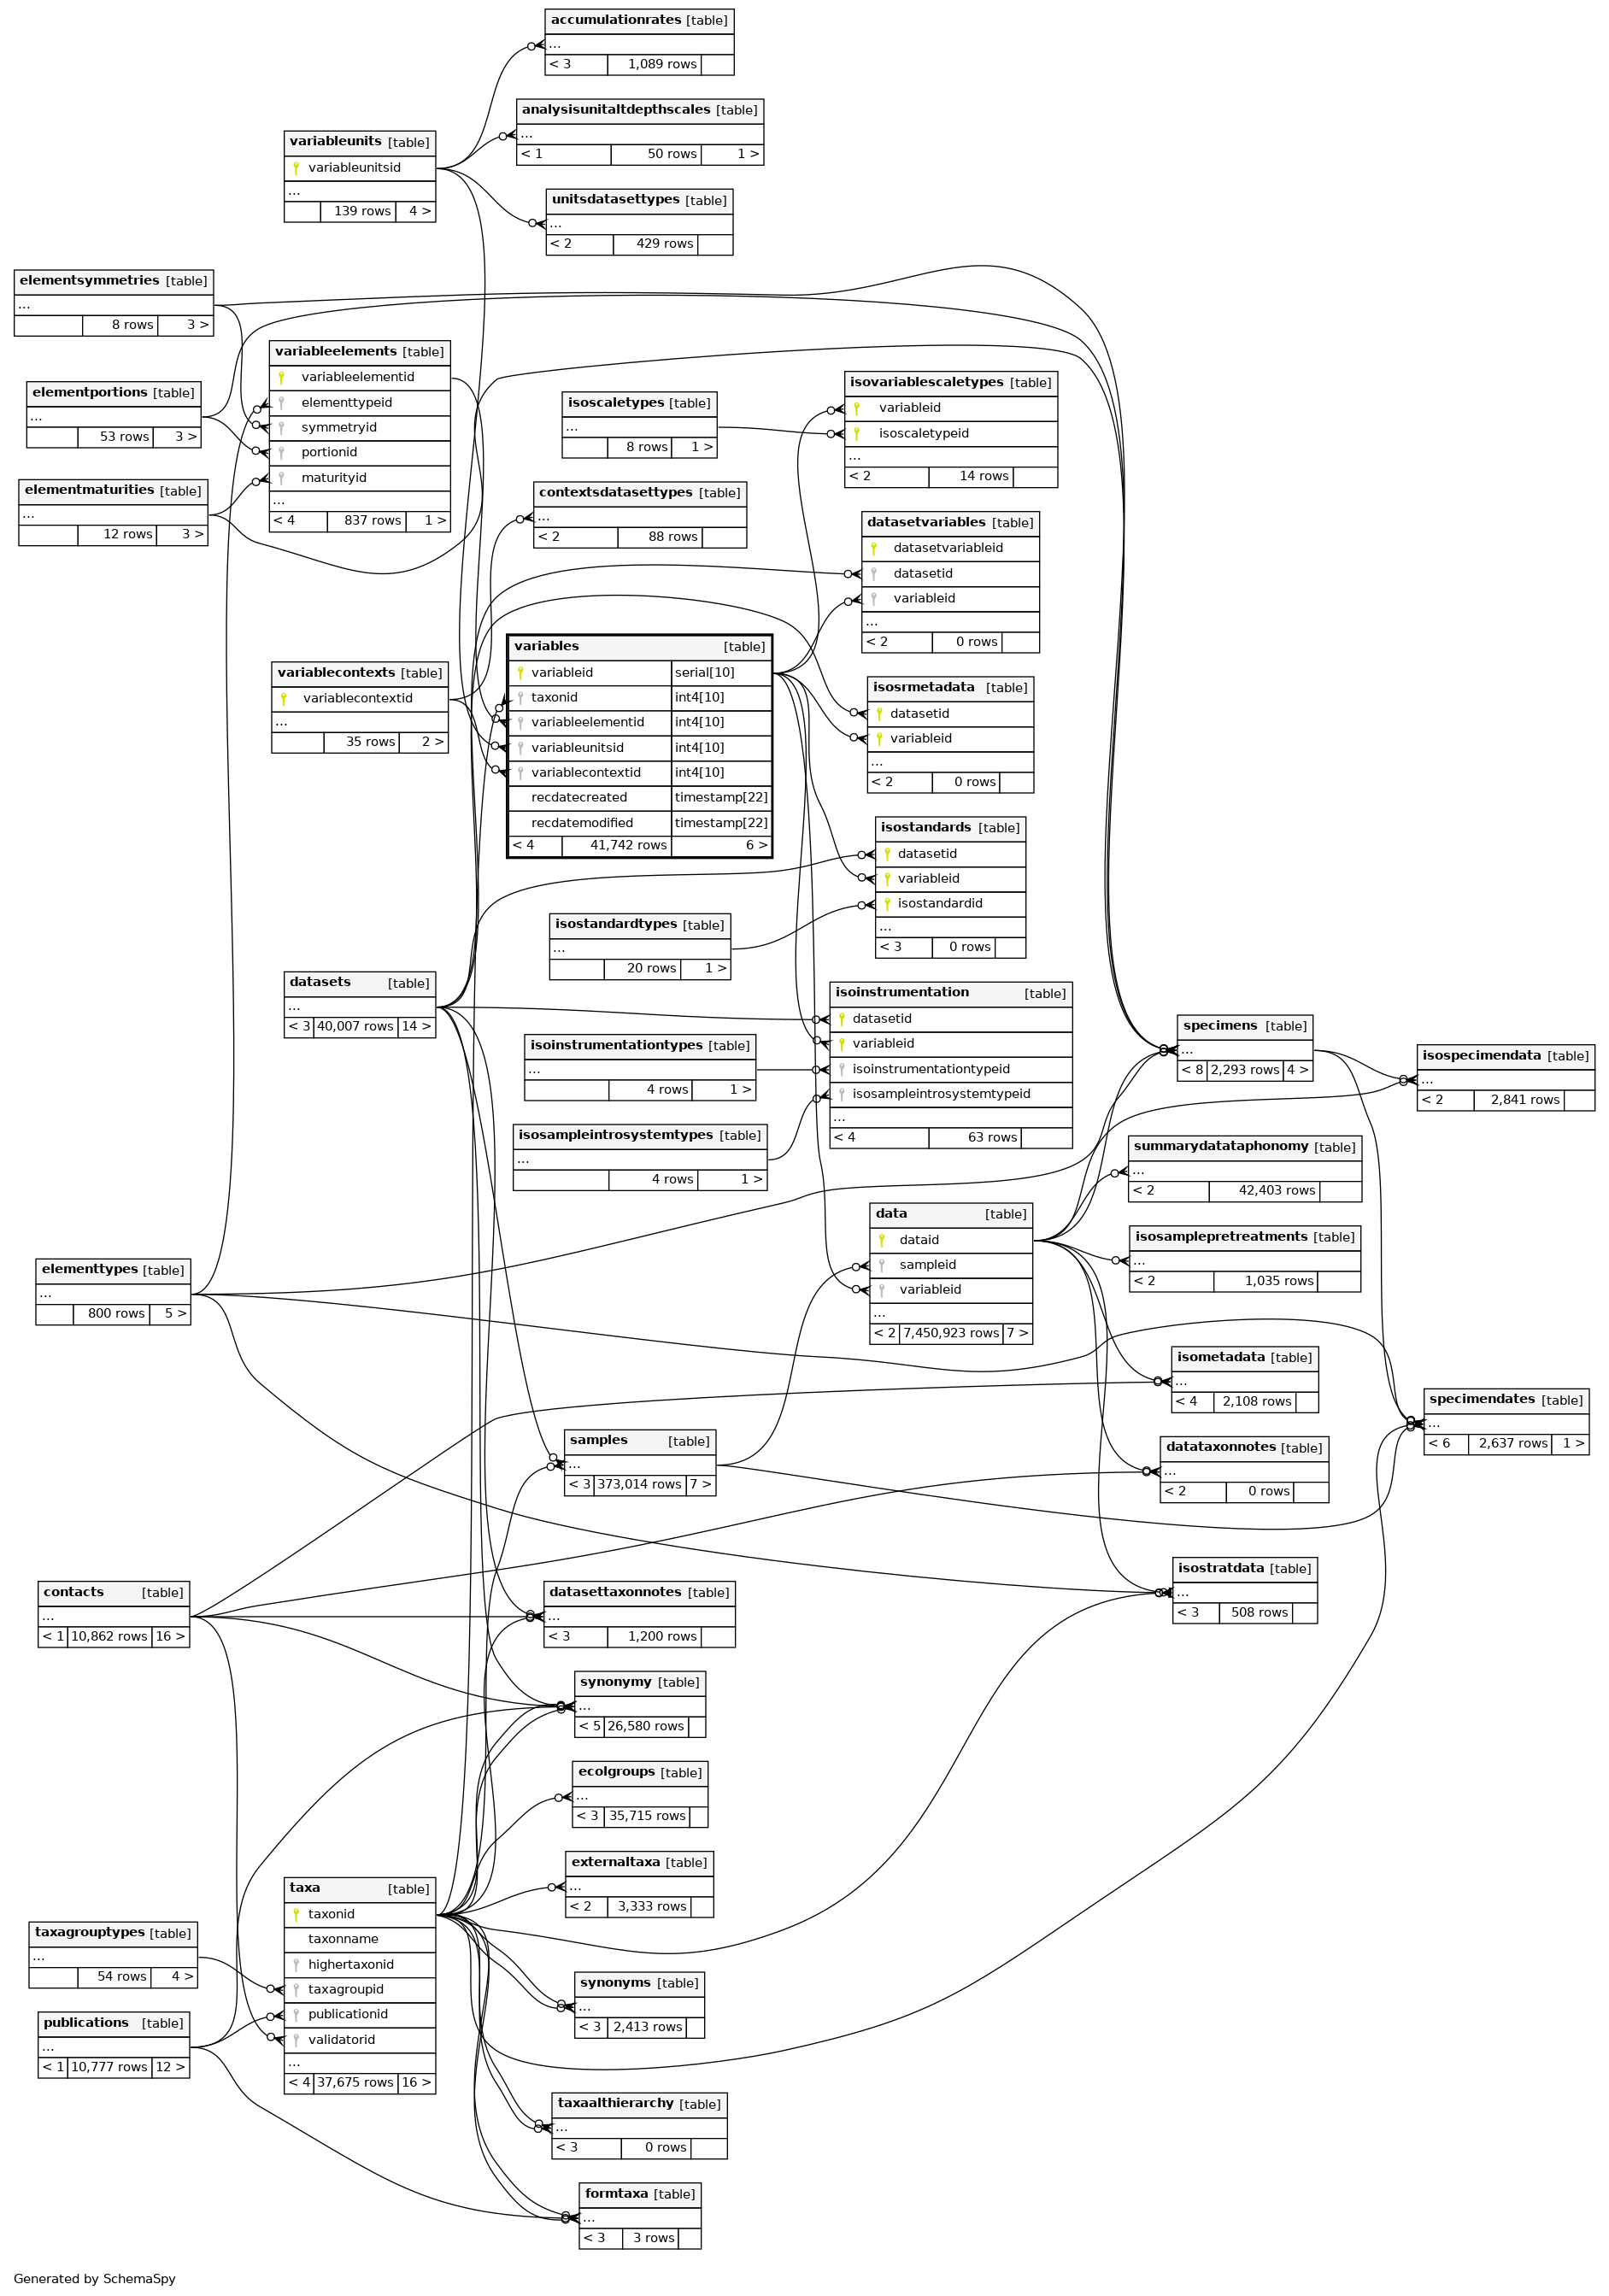 accumulationrates [table]
...
< 3 1,089 rows
analysisunitaltdepthscales [table]
...
< 1 50 rows 1 >
variableunits [table]
variableunitsid
...
139 rows 4 >
unitsdatasettypes [table]
...
< 2 429 rows
elementsymmetries [table]
...
8 rows 3 >
variableelements [table]
variableelementid
elementtypeid
symmetryid
portionid
maturityid
...
< 4 837 rows 1 >
elementportions [table]
...
53 rows 3 >
elementmaturities [table]
...
12 rows 3 >
isoscaletypes [table]
...
8 rows 1 >
isovariablescaletypes [table]
variableid
isoscaletypeid
...
< 2 14 rows
contextsdatasettypes [table]
...
< 2 88 rows
datasetvariables [table]
datasetvariableid
datasetid
variableid
...
< 2 0 rows
variables [table]
variableid serial[10]
taxonid int4[10]
variableelementid int4[10]
variableunitsid int4[10]
variablecontextid int4[10]
recdatecreated timestamp[22]
recdatemodified timestamp[22]
< 4 41,742 rows 6 >
variablecontexts [table]
variablecontextid
...
35 rows 2 >
isosrmetadata [table]
datasetid
variableid
...
< 2 0 rows
isostandards [table]
datasetid
variableid
isostandardid
...
< 3 0 rows
isostandardtypes [table]
...
20 rows 1 >
datasets [table]
...
< 3 40,007 rows 14 >
isoinstrumentation [table]
datasetid
variableid
isoinstrumentationtypeid
isosampleintrosystemtypeid
...
< 4 63 rows
isoinstrumentationtypes [table]
...
4 rows 1 >
isosampleintrosystemtypes [table]
...
4 rows 1 >
specimens [table]
...
< 8 2,293 rows 4 >
isospecimendata [table]
...
< 2 2,841 rows
summarydatataphonomy [table]
...
< 2 42,403 rows
data [table]
dataid
sampleid
variableid
...
< 2 7,450,923 rows 7 >
isosamplepretreatments [table]
...
< 2 1,035 rows
elementtypes [table]
...
800 rows 5 >
isometadata [table]
...
< 4 2,108 rows
specimendates [table]
...
< 6 2,637 rows 1 >
samples [table]
...
< 3 373,014 rows 7 >
datataxonnotes [table]
...
< 2 0 rows
isostratdata [table]
...
< 3 508 rows
contacts [table]
...
< 1 10,862 rows 16 >
datasettaxonnotes [table]
...
< 3 1,200 rows
synonymy [table]
...
< 5 26,580 rows
ecolgroups [table]
...
< 3 35,715 rows
externaltaxa [table]
...
< 2 3,333 rows
taxa [table]
taxonid
taxonname
highertaxonid
taxagroupid
publicationid
validatorid
...
< 4 37,675 rows 16 >
taxagrouptypes [table]
...
54 rows 4 >
publications [table]
...
< 1 10,777 rows 12 >
synonyms [table]
...
< 3 2,413 rows
taxaalthierarchy [table]
...
< 3 0 rows
formtaxa [table]
...
< 3 3 rows
Generated by SchemaSpy